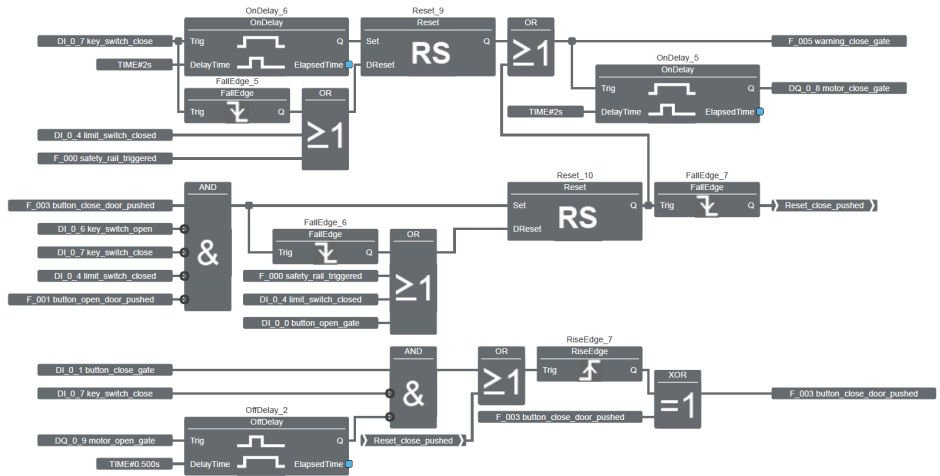 OnDelay_6
OnDelay
DI_0_7 key_switch_close
Trig
Q
TIME#2s
DelayTime
ElapsedTime
Reset_9
Reset
Set
Q
DReset
RS
OR
≥1
F_005 warning_close_gate
OnDelay_5
OnDelay
Trig
Q
DQ_0_8 motor_close_gate
TIME#2s
DelayTime
ElapsedTime
FallEdge_5
FallEdge
Trig
Q
OR
≥1
DI_0_4 limit_switch_closed
F_000 safety_rail_triggered
AND
&
F_003 button_close_door_pushed
DI_0_6 key_switch_open
DI_0_7 key_switch_close
DI_0_4 limit_switch_closed
F_001 button_open_door_pushed
FallEdge_6
FallEdge
Trig
Q
OR
≥1
F_000 safety_rail_triggered
DI_0_4 limit_switch_closed
DI_0_0 button_open_gate
Reset_10
Reset
Set
Q
DReset
RS
FallEdge_7
FallEdge
Trig
Q
Reset_close_pushed
AND
&
DI_0_1 button_close_gate
DI_0_7 key_switch_close
OffDelay_2
OffDelay
DQ_0_9 motor_open_gate
Trig
Q
TIME#0.500s
DelayTime
ElapsedTime
Reset_close_pushed
OR
≥1
RiseEdge_7
RiseEdge
Trig
Q
F_003 button_close_door_pushed
XOR
=1
F_003 button_close_door_pushed